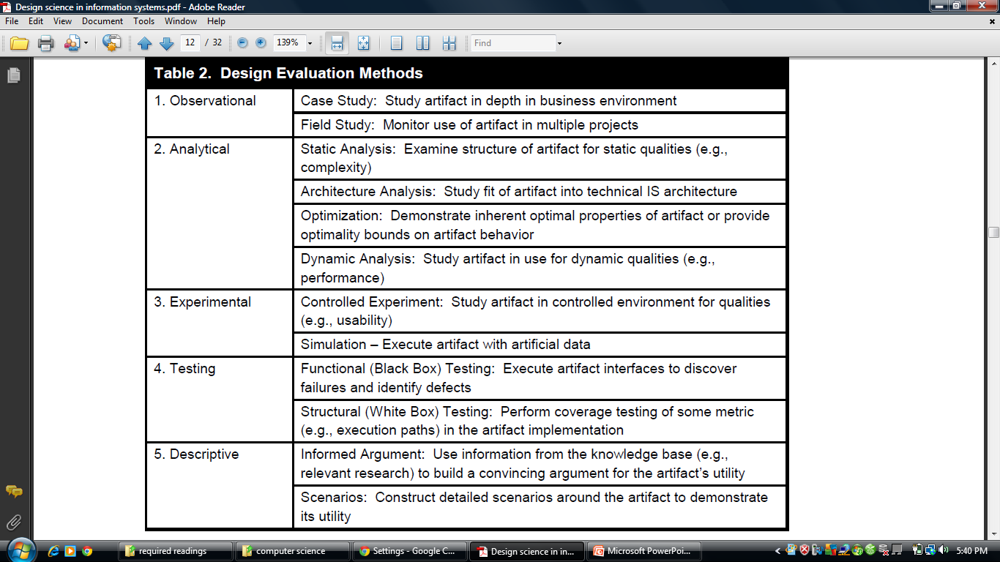 Design science in information systems.pdf - Adobe Reader
File Edit View Document Tools Window Help
12 / 32 139% Find
Table 2. Design Evaluation Methods
1. Observational
Case Study: Study artifact in depth in business environment
Field Study: Monitor use of artifact in multiple projects
2. Analytical
Static Analysis: Examine structure of artifact for static qualities (e.g.,
complexity)
Architecture Analysis: Study fit of artifact into technical IS architecture
Optimization: Demonstrate inherent optimal properties of artifact or provide
optimality bounds on artifact behavior
Dynamic Analysis: Study artifact in use for dynamic qualities (e.g.,
performance)
3. Experimental
Controlled Experiment: Study artifact in controlled environment for qualities
(e.g., usability)
Simulation – Execute artifact with artificial data
4. Testing
Functional (Black Box) Testing: Execute artifact interfaces to discover
failures and identify defects
Structural (White Box) Testing: Perform coverage testing of some metric
(e.g., execution paths) in the artifact implementation
5. Descriptive
Informed Argument: Use information from the knowledge base (e.g.,
relevant research) to build a convincing argument for the artifact's utility
Scenarios: Construct detailed scenarios around the artifact to demonstrate
its utility
required readings computer science Settings - Google C... Design science in in... Microsoft PowerPoi... 5:40 PM